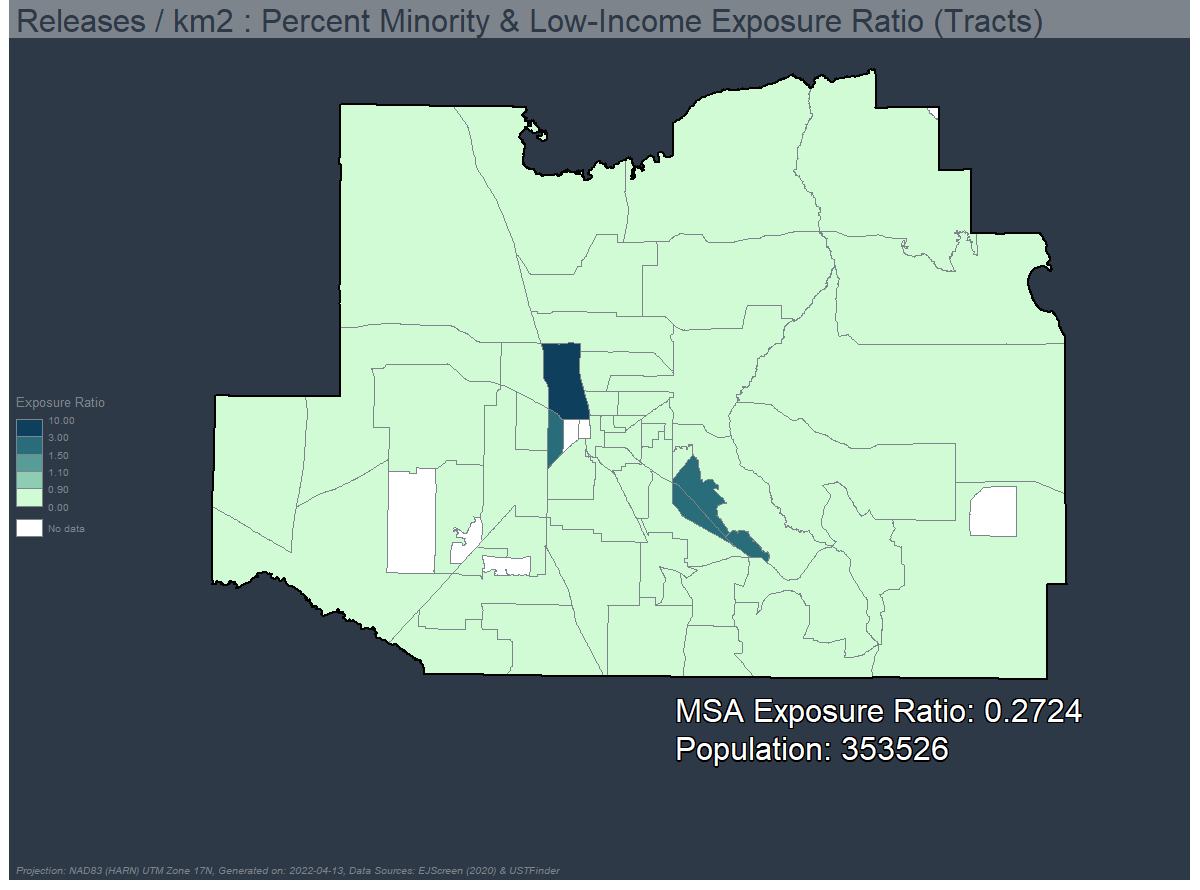 Releases / km2 : Percent Minority & Low-Income Exposure Ratio (Tracts)
Exposure Ratio
10.00
3.00
1.50
1.10
0.90
0.00
No data
MSA Exposure Ratio: 0.2724
Population: 353526
Projection: NAD83 (HARN) UTM Zone 17N, Generated on: 2022-04-13, Data Sources: EJScreen (2020) & USTFinder